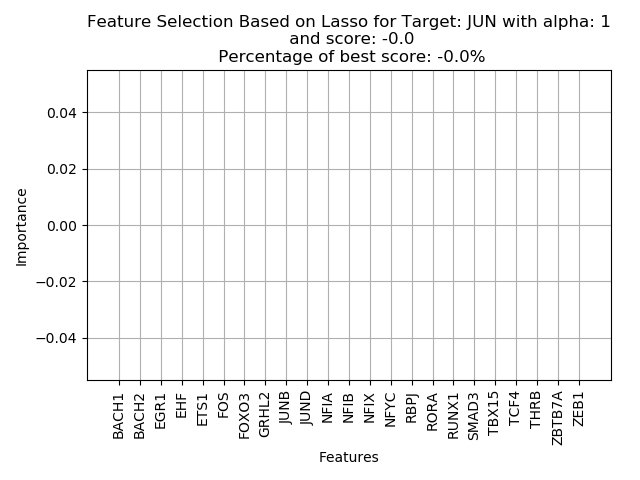 Feature Selection Based on Lasso for Target: JUN with alpha: 1
and score: -0.0
Percentage of best score: -0.0%
Importance
0.04
0.02
0.00
−0.02
−0.04
BACH1
BACH2
EGR1
EHF
ETS1
FOS
FOXO3
GRHL2
JUNB
JUND
NFIA
NFIB
NFIX
NFYC
RBPJ
RORA
RUNX1
SMAD3
TBX15
TCF4
THRB
ZBTB7A
ZEB1
Features